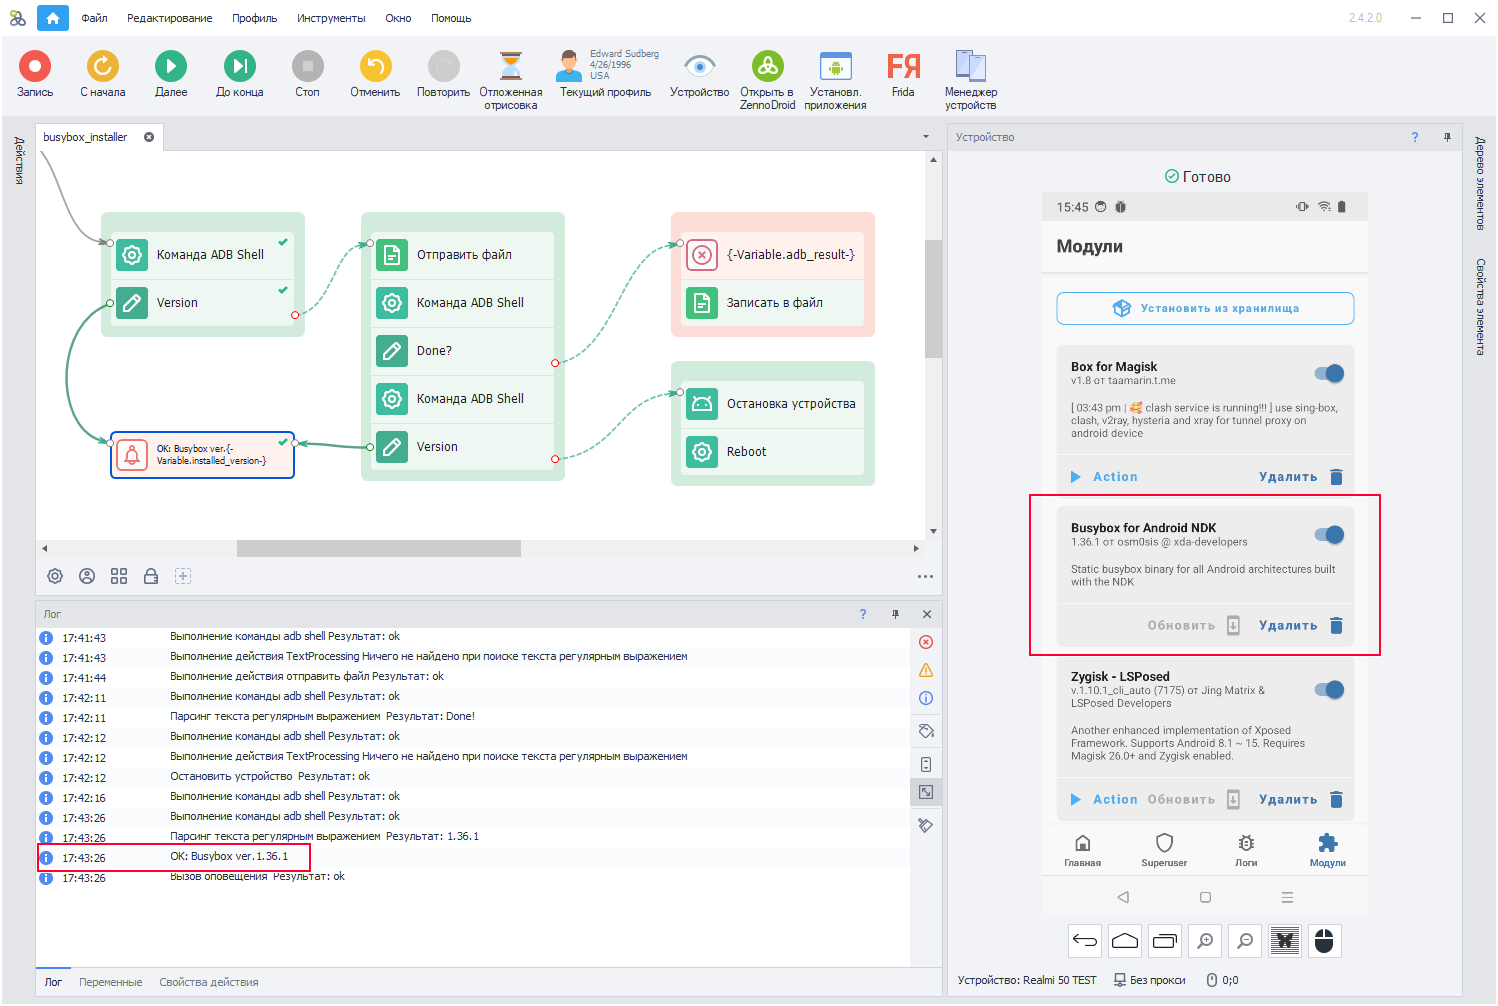 Файл Редактирование Профиль Инструменты Окно Помощь 2.4.2.0
Запись
С начала
Далее
До конца
Стоп
Отменить
Повторить
Отложенная
отрисовка
Edward Sudberg
4/26/1996
USA
Текущий профиль
Устройство
Открыть в
ZennoDroid
Установл.
приложения
FЯ
Frida
Менеджер
устройств
Действия
busybox_installer
Команда ADB Shell
Version
OK: Busybox ver.{-
Variable.installed_version-}
Отправить файл
Команда ADB Shell
Done?
Команда ADB Shell
Version
{-Variable.adb_result-}
Записать в файл
Остановка устройства
Reboot
Лог ?
17:41:43 Выполнение команды adb shell Результат: ok
17:41:43 Выполнение действия TextProcessing Ничего не найдено при поиске текста регулярным выражением
17:41:44 Выполнение действия отправить файл Результат: ok
17:42:11 Выполнение команды adb shell Результат: ok
17:42:11 Парсинг текста регулярным выражением Результат: Done!
17:42:12 Выполнение команды adb shell Результат: ok
17:42:12 Выполнение действия TextProcessing Ничего не найдено при поиске текста регулярным выражением
17:42:12 Остановить устройство Результат: ok
17:42:16 Выполнение команды adb shell Результат: ok
17:43:26 Выполнение команды adb shell Результат: ok
17:43:26 Парсинг текста регулярным выражением Результат: 1.36.1
17:43:26 OK: Busybox ver.1.36.1
17:43:26 Вызов оповещения Результат: ok
Лог Переменные Свойства действия
Устройство ?
Готово
15:45
Модули
Установить из хранилища
Box for Magisk
v1.8 от taamarin.t.me
[ 03:43 pm | 🥰 clash service is running!!! ] use sing-box,
clash, v2ray, hysteria and xray for tunnel proxy on
android device
Action Удалить
Busybox for Android NDK
1.36.1 от osm0sis @ xda-developers
Static busybox binary for all Android architectures built
with the NDK
Обновить Удалить
Zygisk - LSPosed
v.1.10.1_cli_auto (7175) от Jing Matrix &
LSPosed Developers
Another enhanced implementation of Xposed
Framework. Supports Android 8.1 ~ 15. Requires
Magisk 26.0+ and Zygisk enabled.
Action Обновить Удалить
Главная Superuser Логи Модули
Устройство: Realmi 50 TEST Без прокси 0;0
Дерево элементов
Свойства элемента